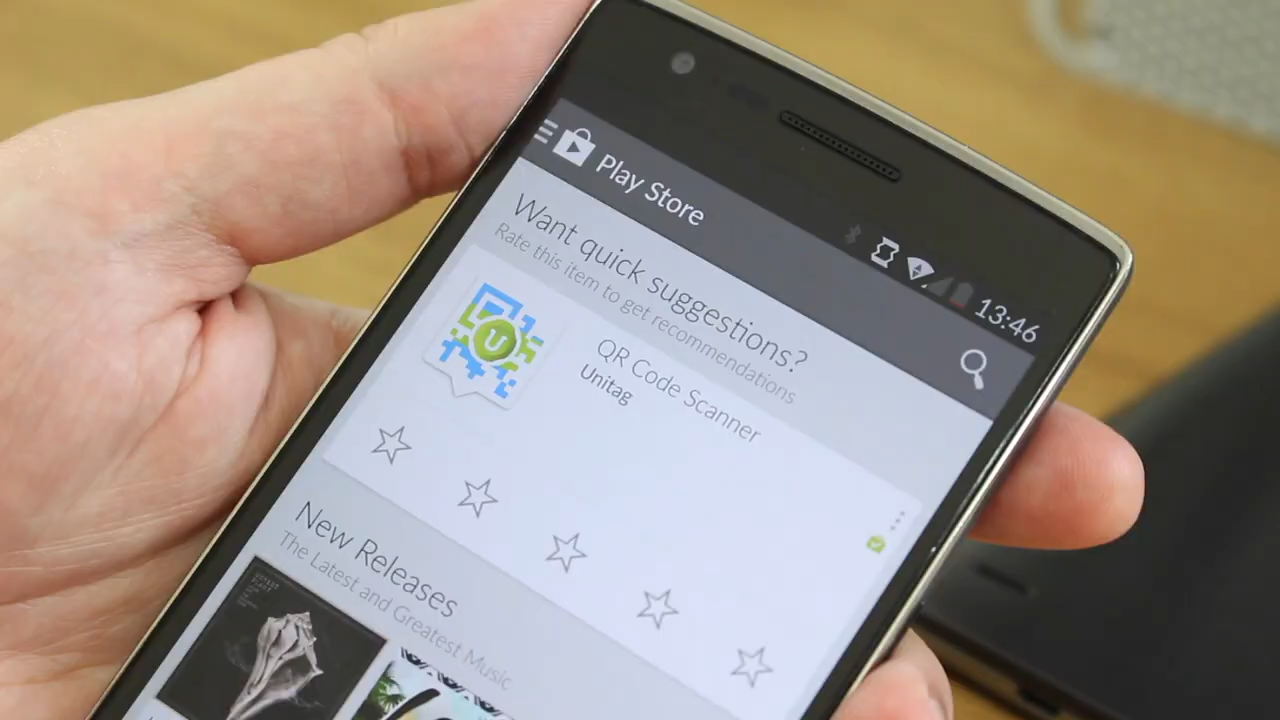 13:46
Play Store
Want quick suggestions?
Rate this item to get recommendations
U
QR Code Scanner
Unitag
New Releases
The Latest and Greatest Music